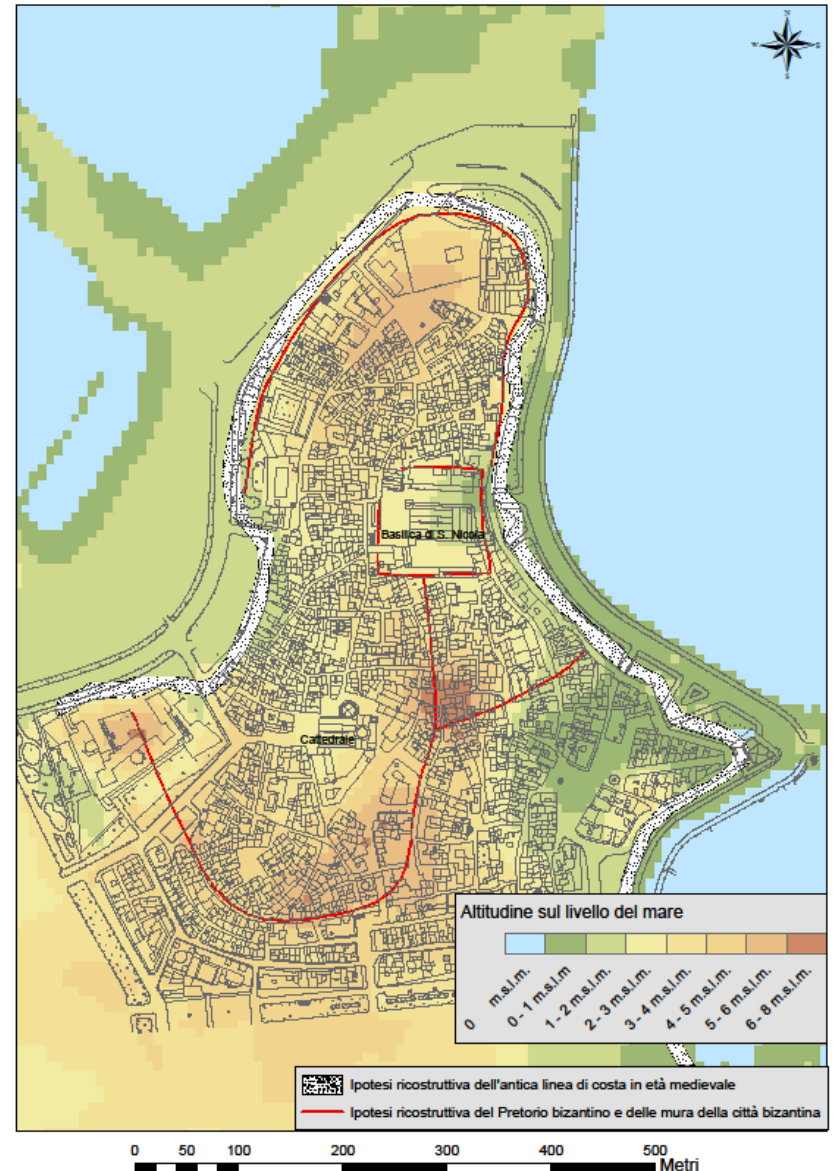 N
W E
S
Basilica di S. Nicola
Cattedrale
Altitudine sul livello del mare
0 m.s.l.m.
0 - 1 m.s.l.m
1 - 2 m.s.l.m.
2 - 3 m.s.l.m.
3 - 4 m.s.l.m.
4 - 5 m.s.l.m.
5 - 6 m.s.l.m.
6 - 8 m.s.l.m.
Ipotesi ricostruttiva dell'antica linea di costa in età medievale
Ipotesi ricostruttiva del Pretorio bizantino e delle mura della città bizantina
0 50 100 200 300 400 500
Metri